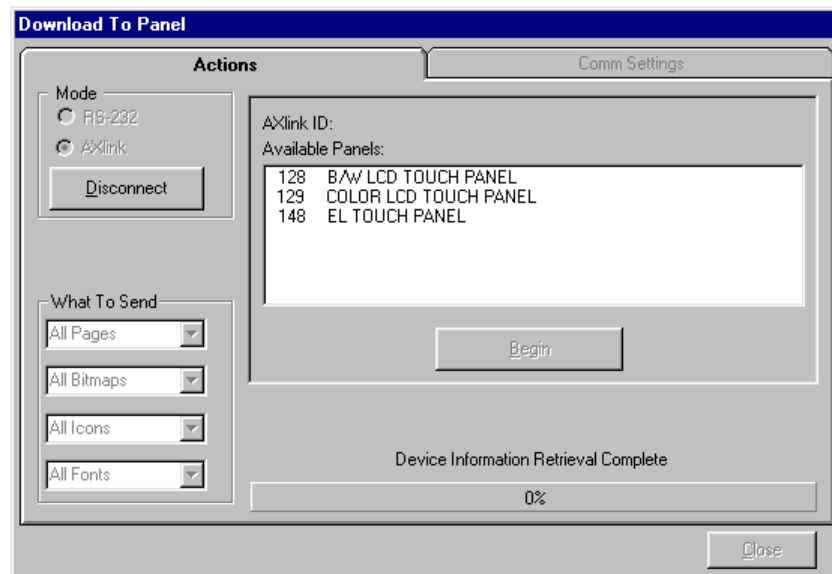 Download To Panel
Actions
Comm Settings
Mode
RS-232
AXlink
Disconnect
AXlink ID:
Available Panels:
128 B/W LCD TOUCH PANEL
129 COLOR LCD TOUCH PANEL
148 EL TOUCH PANEL
What To Send
All Pages
All Bitmaps
All Icons
All Fonts
Begin
Device Information Retrieval Complete
0%
Close